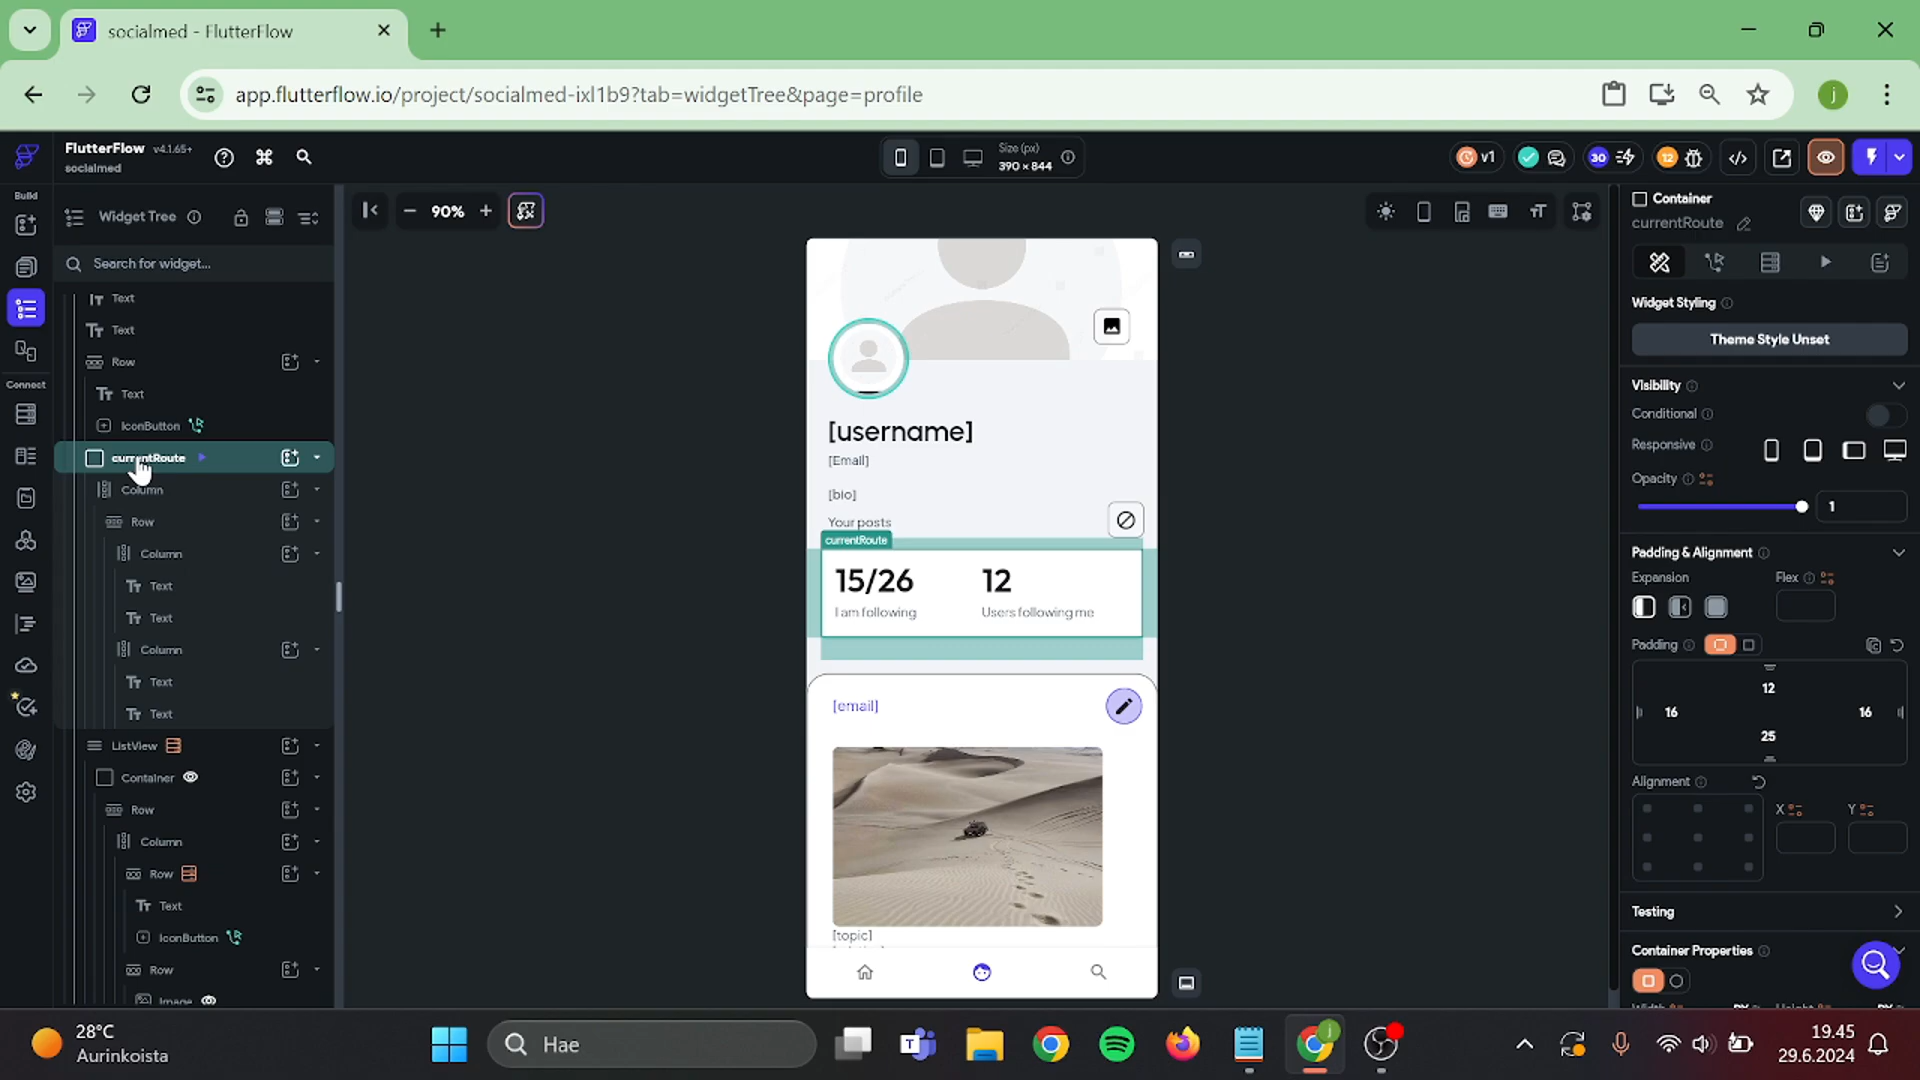 socialmed - FlutterFlow
app.flutterflow.io/project/socialmed-ixl1b9?tab=widgetTree&page=profile
j
FlutterFlow v4.1.65+
socialmed
Size (px)
390 × 844
v1
30
12
Build
Connect
Widget Tree
Search for widget...
Text
Text
Row
Text
IconButton
currentRoute
Column
Row
Column
Text
Text
Column
Text
Text
ListView
Container
Row
Column
Row
Text
IconButton
Row
Image
90%
[username]
[Email]
[bio]
Your posts
currentRoute
15/26
I am following
12
Users following me
[email]
[topic]
Container
currentRoute
Widget Styling
Theme Style Unset
Visibility
Conditional
Responsive
Opacity
1
Padding & Alignment
Expansion
Flex
Padding
12
16
16
25
Alignment
X
Y
Testing
Container Properties
28°C
Aurinkoista
Hae
j
19.45
29.6.2024